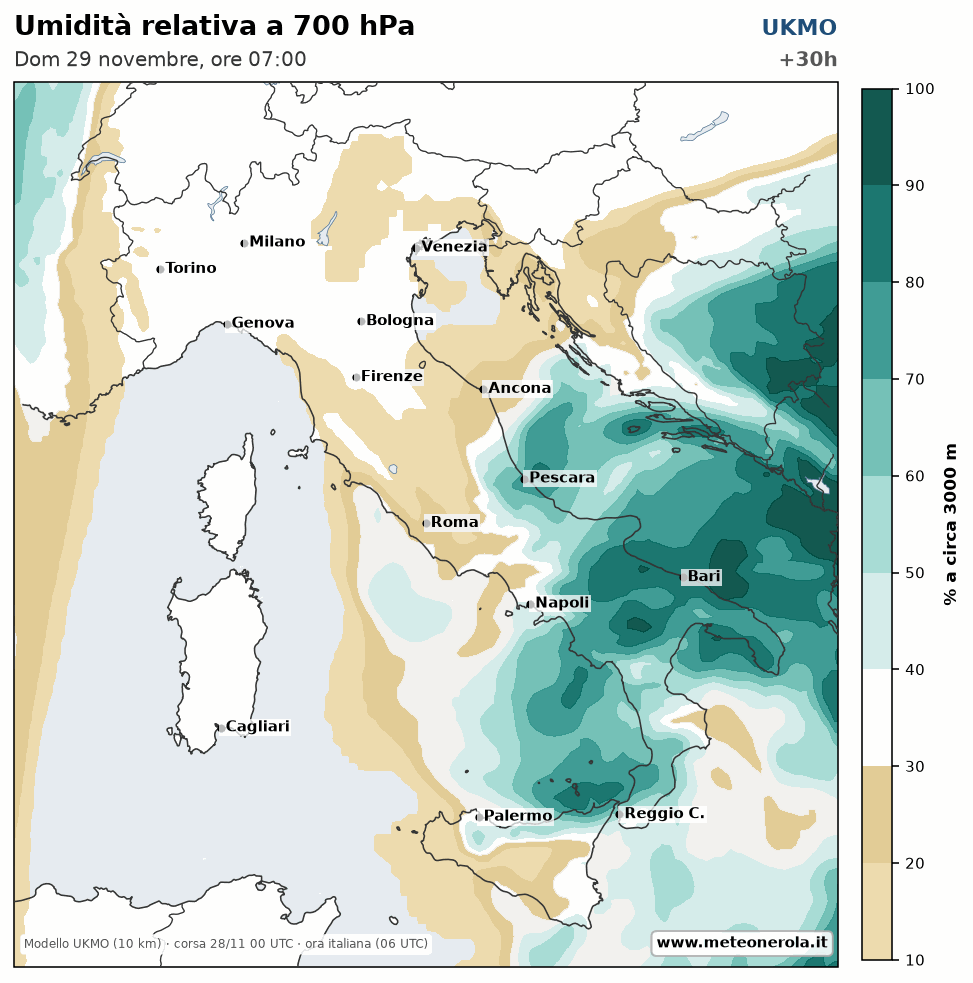 Umidità relativa a 700 hPa
UKMO
Dom 29 novembre, ore 07:00
+30h
100
90
80
70
60
50
40
30
20
10
% a circa 3000 m
Milano
Venezia
Torino
Genova
Bologna
Firenze
Ancona
Pescara
Roma
Bari
Napoli
Cagliari
Palermo
Reggio C.
Modello UKMO (10 km) · corsa 28/11 00 UTC · ora italiana (06 UTC)
www.meteonerola.it